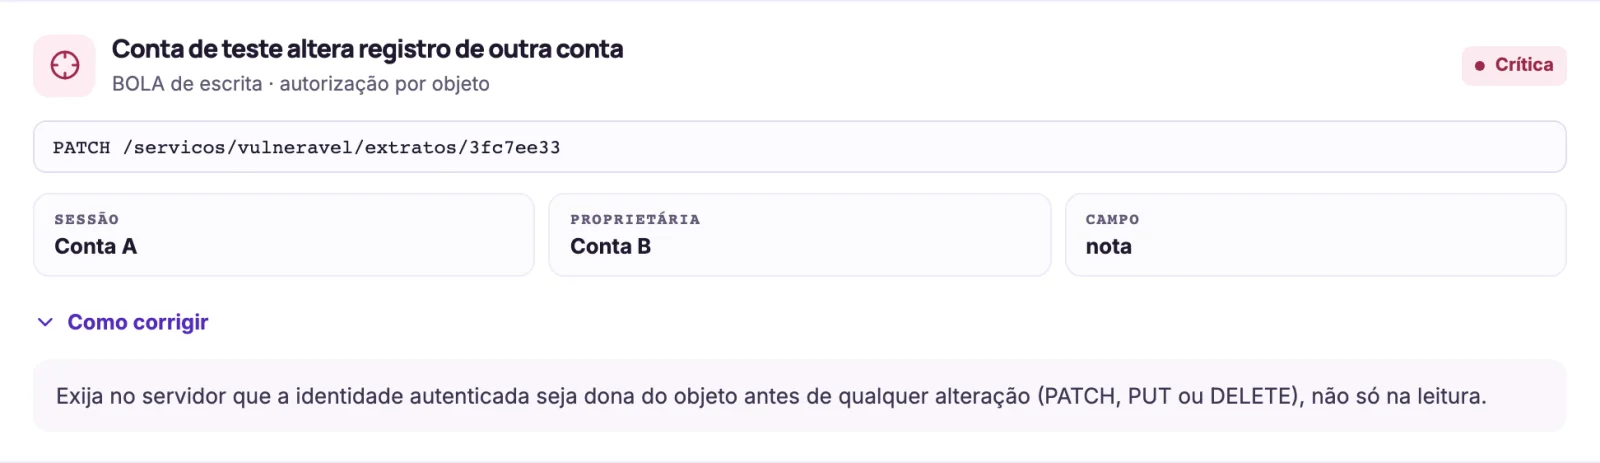 Conta de teste altera registro de outra conta
BOLA de escrita · autorização por objeto
Crítica
PATCH /servicos/vulneravel/extratos/3fc7ee33
SESSÃO
Conta A
PROPRIETÁRIA
Conta B
CAMPO
nota
Como corrigir
Exija no servidor que a identidade autenticada seja dona do objeto antes de qualquer alteração (PATCH, PUT ou DELETE), não só na leitura.